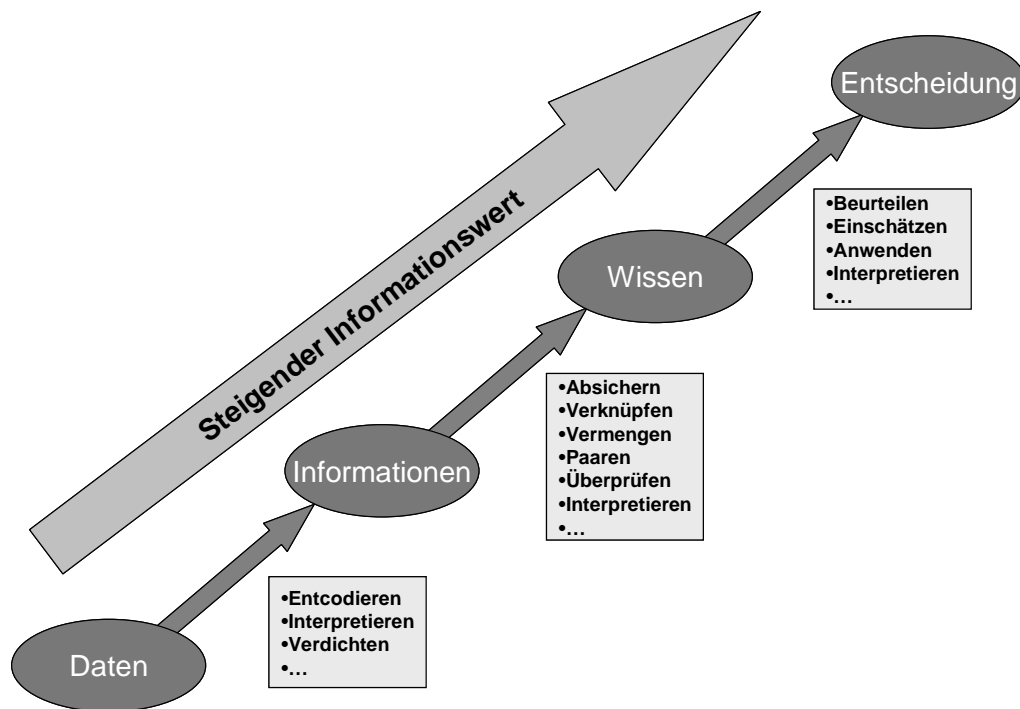 Entscheidung
Steigender Informationswert
•Beurteilen
•Einschätzen
•Anwenden
•Interpretieren
•…
Wissen
•Absichern
•Verknüpfen
•Vermengen
•Paaren
•Überprüfen
•Interpretieren
•…
Informationen
•Entcodieren
•Interpretieren
•Verdichten
•…
Daten